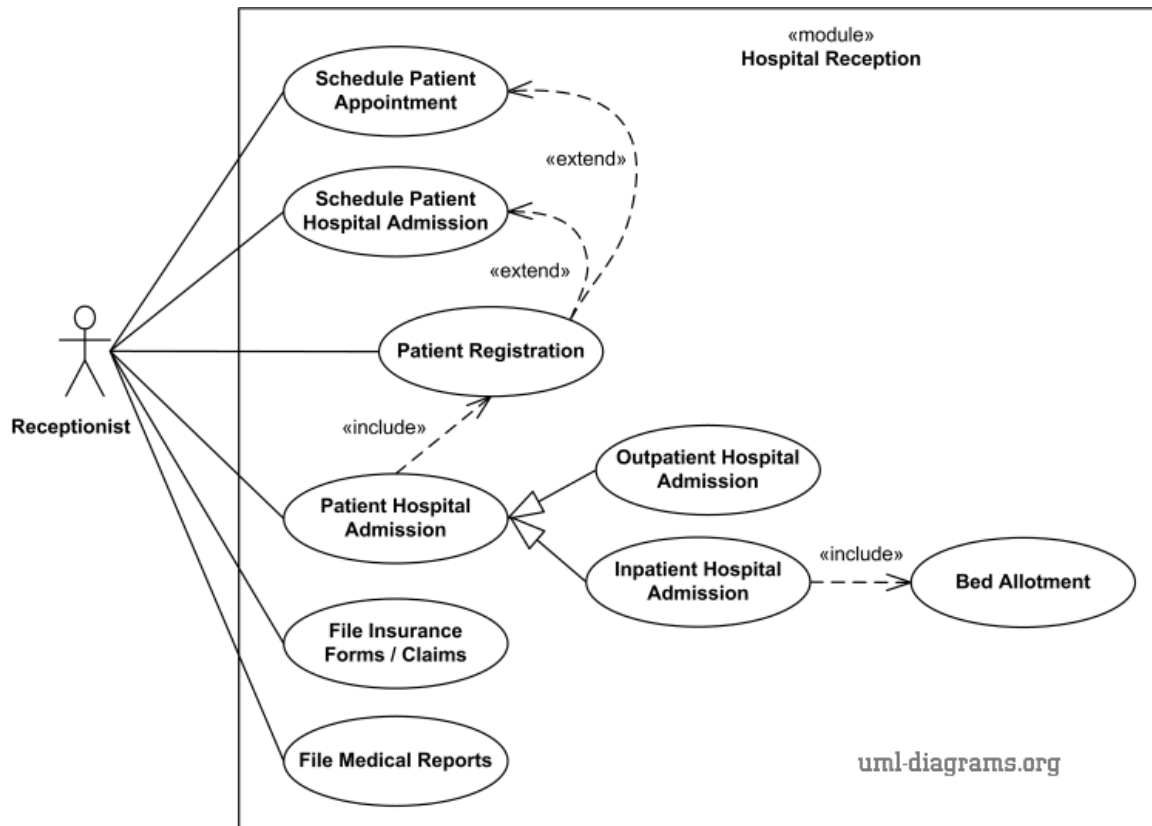 «module»
Hospital Reception
Schedule Patient
Appointment
«extend»
Schedule Patient
Hospital Admission
«extend»
Patient Registration
Receptionist
«include»
Outpatient Hospital
Admission
Patient Hospital
Admission
Inpatient Hospital
Admission
«include»
Bed Allotment
File Insurance
Forms / Claims
File Medical Reports
uml-diagrams.org